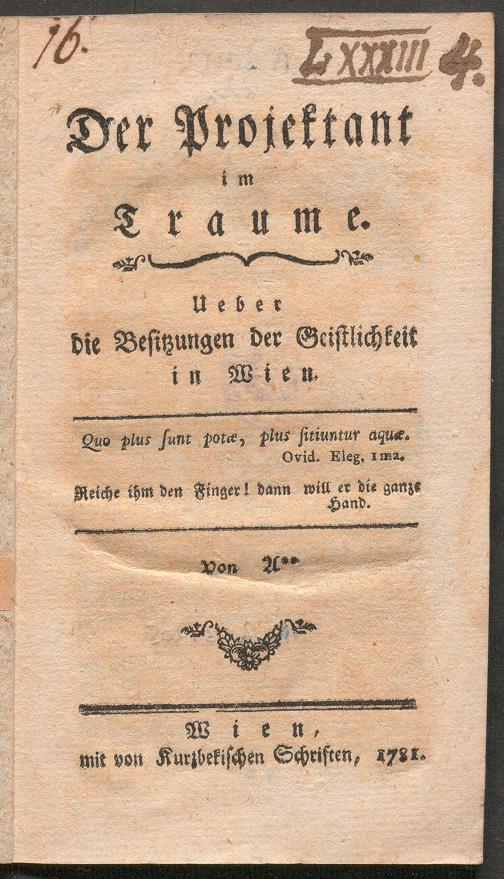 16.
LXXXIII 4.
Der Projektant
im
Traume.
Ueber
die Besitzungen der Geistlichkeit
in Wien.
Quo plus sunt potæ, plus sitiuntur aquæ.
Ovid. Eleg, 1ma.
Reiche ihm den Finger! dann will er die ganze
Hand.
von A**
Wien,
mit von Kurzbekischen Schriften, 1781.